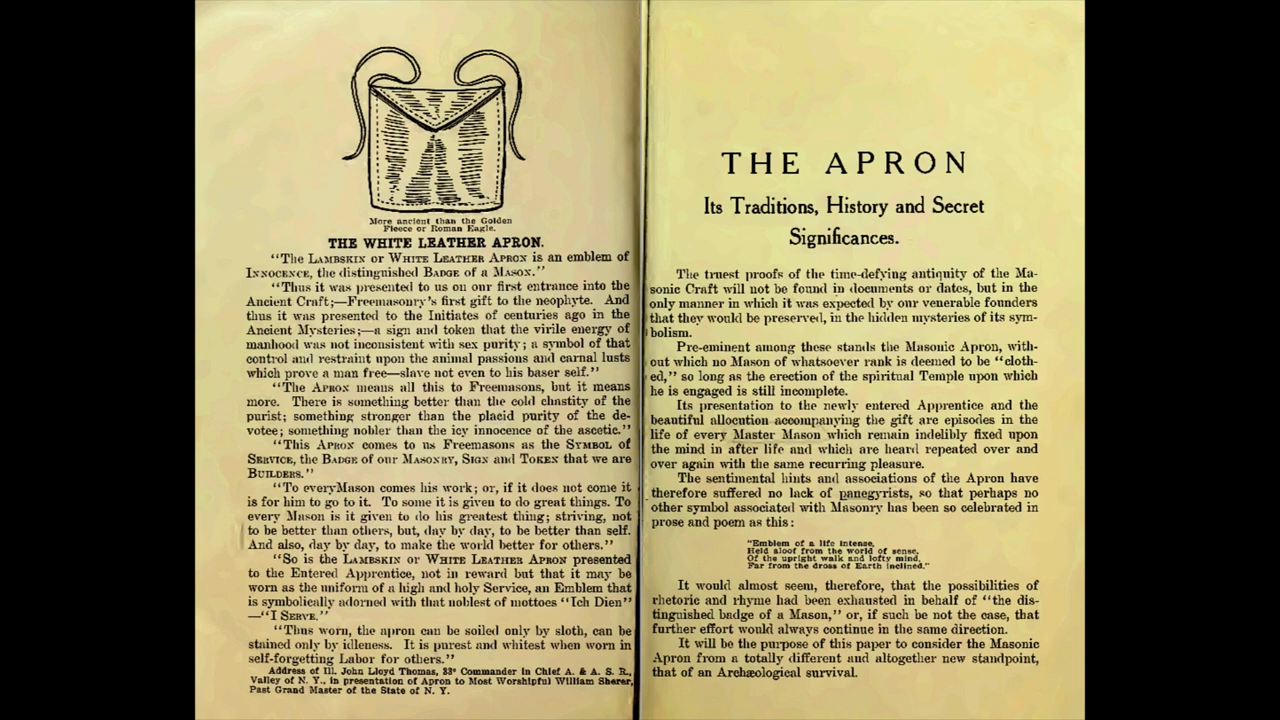 More ancient than the Golden
Fleece or Roman Eagle.
THE WHITE LEATHER APRON.
"The Lambskin or White Leather Apron is an emblem of
Innocence, the distinguished Badge of a Mason."
"Thus it was presented to us on our first entrance into the
Ancient Craft;—Freemasonry's first gift to the neophyte. And
thus it was presented to the Initiates of centuries ago in the
Ancient Mysteries;—a sign and token that the virile energy of
manhood was not inconsistent with sex purity; a symbol of that
control and restraint upon the animal passions and carnal lusts
which prove a man free—slave not even to his baser self."
"The Apron means all this to Freemasons, but it means
more. There is something better than the cold chastity of the
purist; something stronger than the placid purity of the de-
votee; something nobler than the icy innocence of the ascetic."
"This Apron comes to us Freemasons as the Symbol of
Service, the Badge of our Masonry, Sign and Token that we are
Builders."
"To everyMason comes his work; or, if it does not come it
is for him to go to it. To some it is given to do great things. To
every Mason is it given to do his greatest thing; striving, not
to be better than others, but, day by day, to be better than self.
And also, day by day, to make the world better for others."
"So is the Lambskin or White Leather Apron presented
to the Entered Apprentice, not in reward but that it may be
worn as the uniform of a high and holy Service, an Emblem that
is symbolically adorned with that noblest of mottoes "Ich Dien"
—"I Serve."
"Thus worn, the apron can be soiled only by sloth, can be
stained only by idleness. It is purest and whitest when worn in
self-forgetting Labor for others."
Address of Ill. John Lloyd Thomas, 33° Commander in Chief A. & A. S. R.,
Valley of N. Y., in presentation of Apron to Most Worshipful William Sherer,
Past Grand Master of the State of N. Y.
THE APRON
Its Traditions, History and Secret
Significances.
The truest proofs of the time-defying antiquity of the Ma-
sonic Craft will not be found in documents or dates, but in the
only manner in which it was expected by our venerable founders
that they would be preserved, in the hidden mysteries of its sym-
bolism.
Pre-eminent among these stands the Masonic Apron, with-
out which no Mason of whatsoever rank is deemed to be "cloth-
ed," so long as the erection of the spiritual Temple upon which
he is engaged is still incomplete.
Its presentation to the newly entered Apprentice and the
beautiful allocution accompanying the gift are episodes in the
life of every Master Mason which remain indelibly fixed upon
the mind in after life and which are heard repeated over and
over again with the same recurring pleasure.
The sentimental hints and associations of the Apron have
therefore suffered no lack of panegyrists, so that perhaps no
other symbol associated with Masonry has been so celebrated in
prose and poem as this:
"Emblem of a life intense,
Held aloof from the world of sense,
Of the upright walk and lofty mind,
Far from the dross of Earth inclined."
It would almost seem, therefore, that the possibilities of
rhetoric and rhyme had been exhausted in behalf of "the dis-
tinguished badge of a Mason," or, if such be not the case, that
further effort would always continue in the same direction.
It will be the purpose of this paper to consider the Masonic
Apron from a totally different and altogether new standpoint,
that of an Archæological survival.